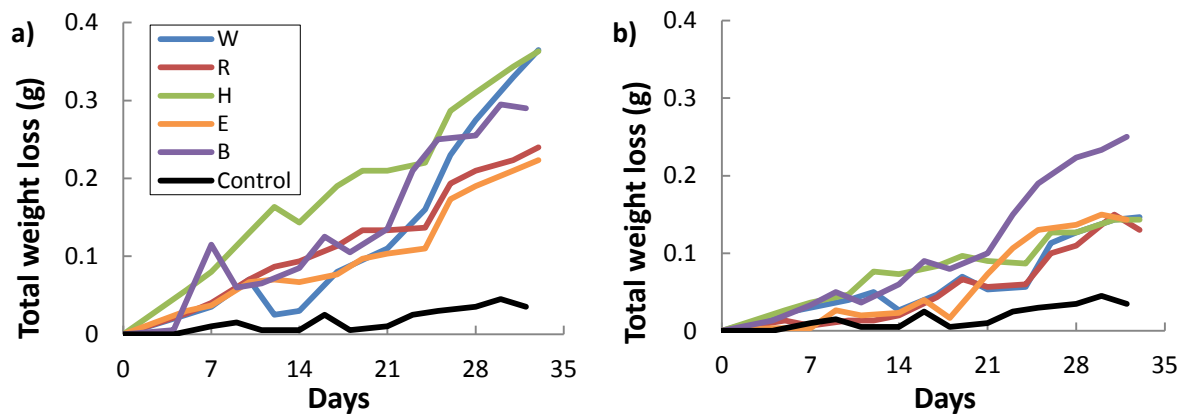 a)
Total weight loss (g)
0.4
0.3
0.2
0.1
0
W
R
H
E
B
Control
0 7 14 21 28 35
Days
b)
Total weight loss (g)
0.4
0.3
0.2
0.1
0
0 7 14 21 28 35
Days